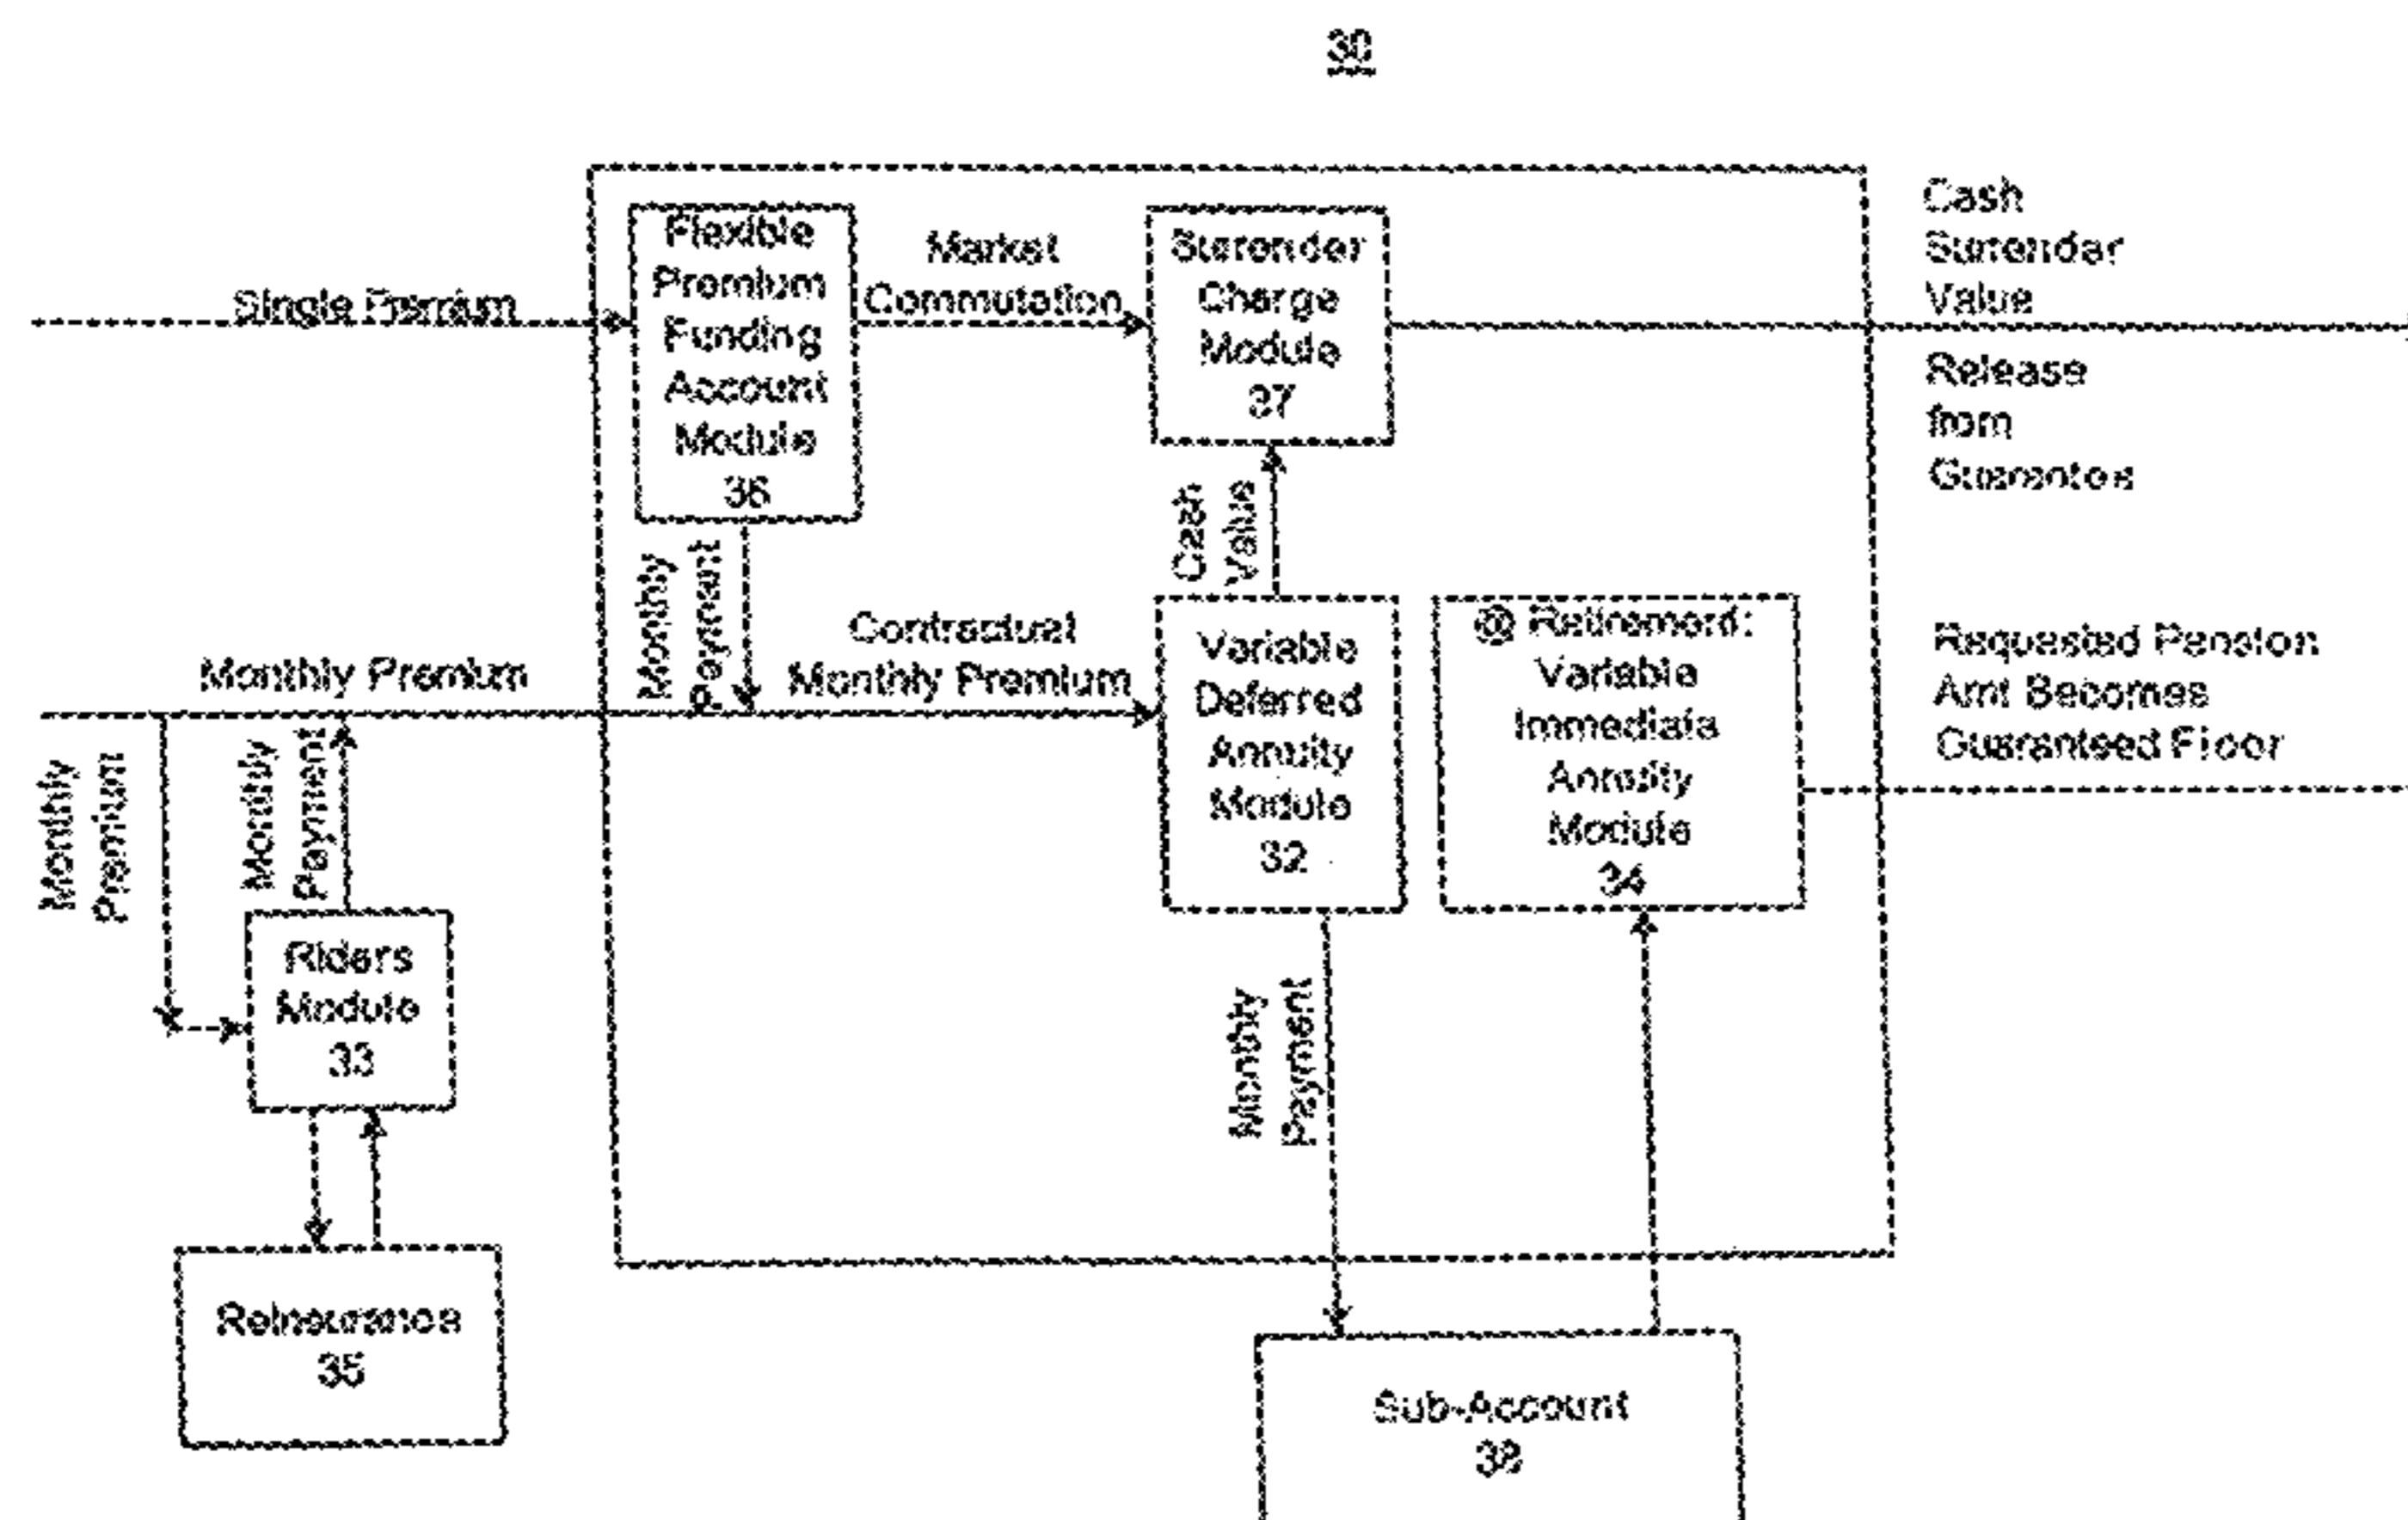 30
Cash
Surrender
Value
Release
from
Guarantee
Single Premium
Flexible
Premium
Funding
Account
Module
36
Market
Commutation
Surrender
Charge
Module
37
Cash
Value
Monthly
Payment
Contractual
Monthly Premium
Monthly Premium
Variable
Deferred
Annuity
Module
32
@ Retirement:
Variable
Immediate
Annuity
Module
34
Requested Pension
Amt Becomes
Guaranteed Floor
Monthly
Premium
Monthly
Payment
Riders
Module
33
Monthly
Payment
Reinsurance
35
Sub-Account
38